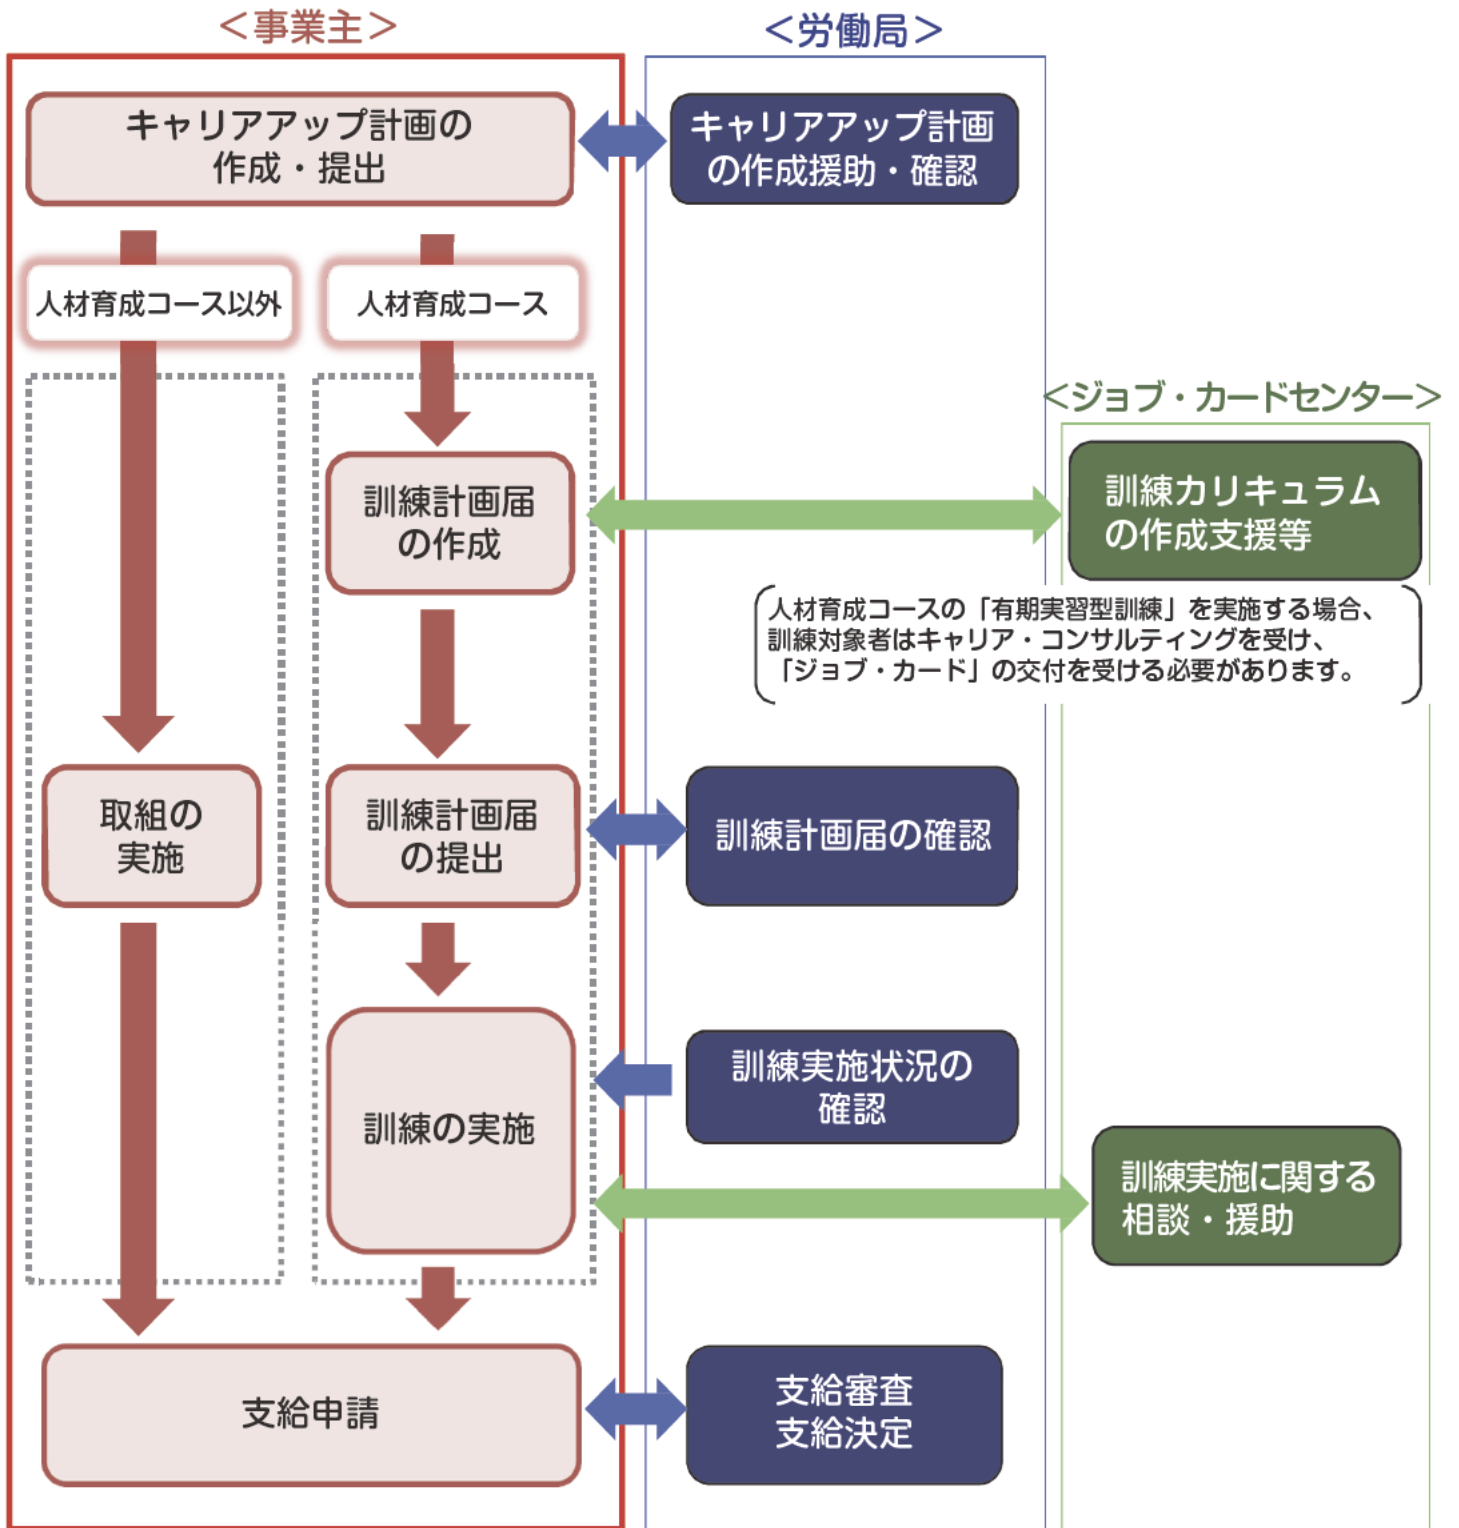 ＜事業主＞
＜労働局＞
キャリアアップ計画の
作成・提出
キャリアアップ計画
の作成援助・確認
人材育成コース以外
人材育成コース
＜ジョブ・カードセンター＞
訓練計画届
の作成
訓練カリキュラム
の作成支援等
人材育成コースの「有期実習型訓練」を実施する場合、
訓練対象者はキャリア・コンサルティングを受け、
「ジョブ・カード」の交付を受ける必要があります。
取組の
実施
訓練計画届
の提出
訓練計画届の確認
訓練の実施
訓練実施状況の
確認
訓練実施に関する
相談・援助
支給申請
支給審査
支給決定